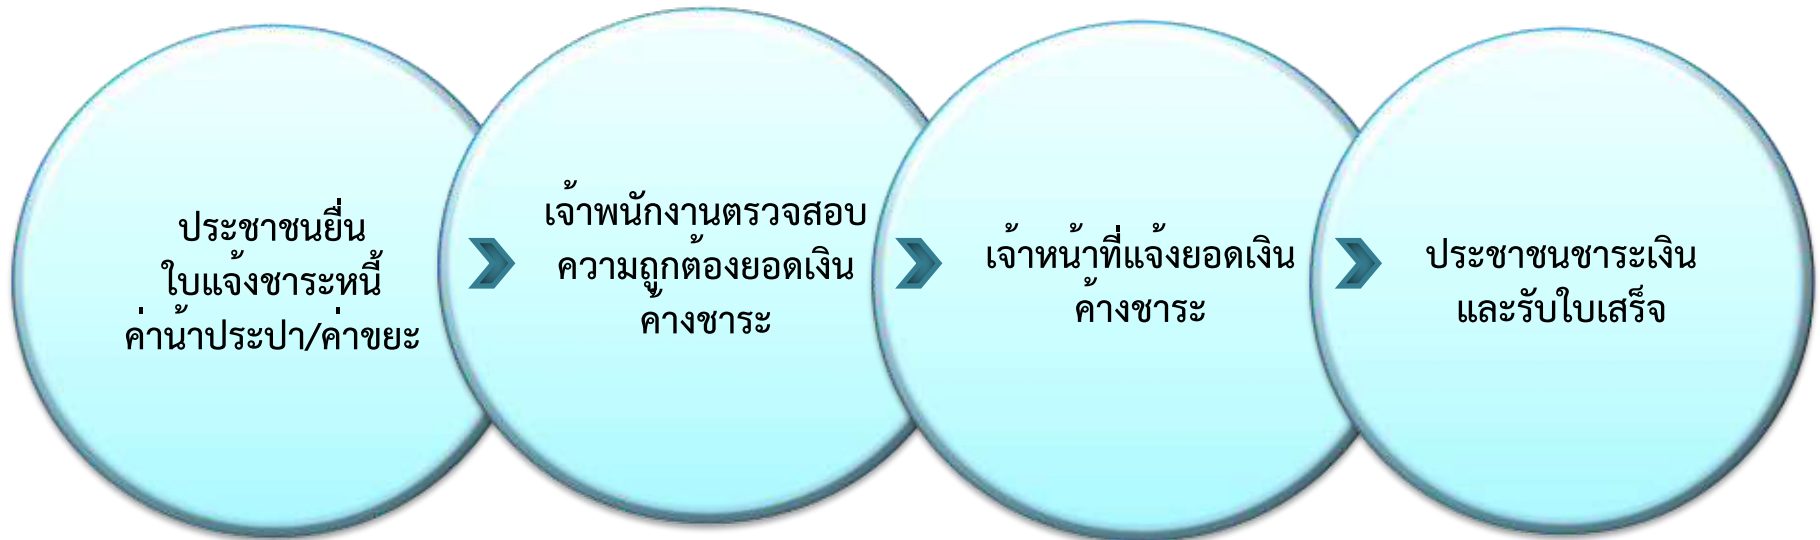 ประชาชนยื่น
ใบแจ้งชาระหนี้
ค่าน้าประปา/ค่าขยะ
เจ้าพนักงานตรวจสอบ
ความถูกต้องยอดเงิน
ค้างชาระ
เจ้าหน้าที่แจ้งยอดเงิน
ค้างชาระ
ประชาชนชาระเงิน
และรับใบเสร็จ